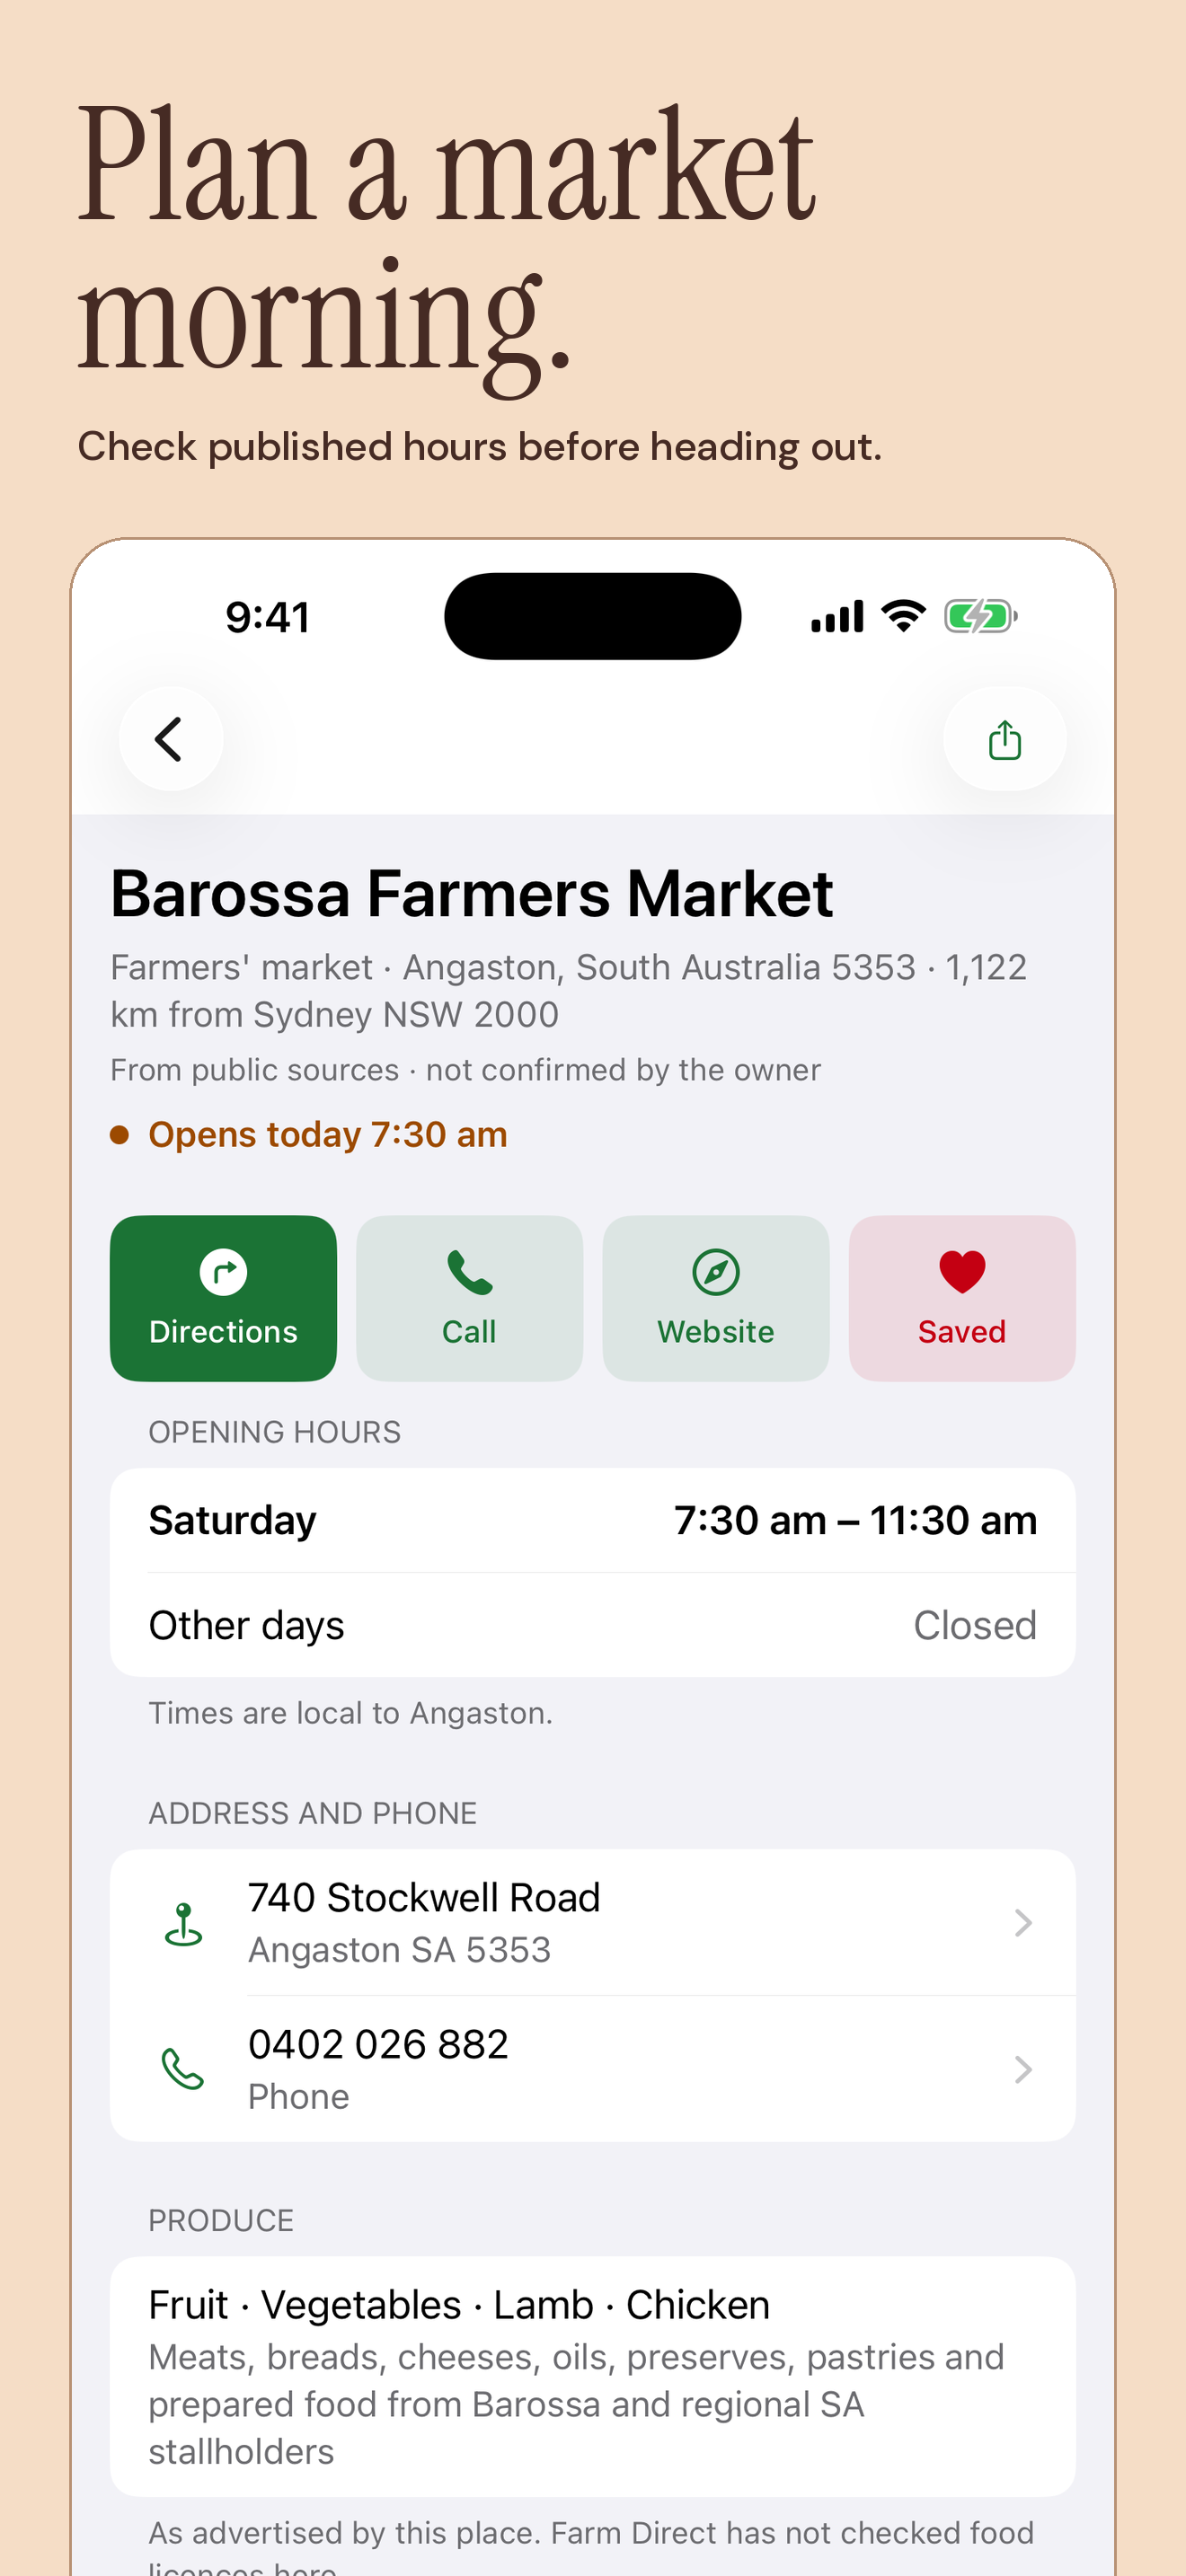 Plan a market
morning.
Check published hours before heading out.
9:41
Barossa Farmers Market
Farmers' market · Angaston, South Australia 5353 · 1,122
km from Sydney NSW 2000
From public sources · not confirmed by the owner
Opens today 7:30 am
Directions
Call
Website
Saved
OPENING HOURS
Saturday 7:30 am – 11:30 am
Other days Closed
Times are local to Angaston.
ADDRESS AND PHONE
740 Stockwell Road
Angaston SA 5353
0402 026 882
Phone
PRODUCE
Fruit · Vegetables · Lamb · Chicken
Meats, breads, cheeses, oils, preserves, pastries and
prepared food from Barossa and regional SA
stallholders
As advertised by this place. Farm Direct has not checked food
licences here